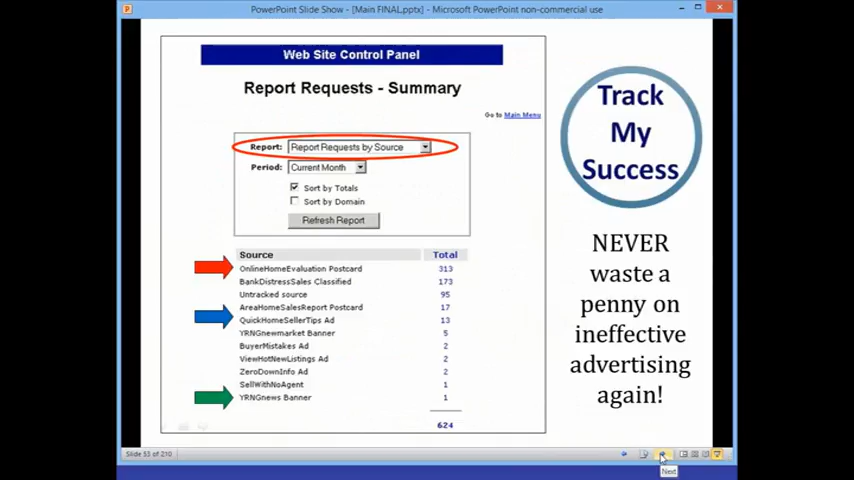 PowerPoint Slide Show - [Main FINAL.pptx] - Microsoft PowerPoint non-commercial use
Web Site Control Panel
Report Requests - Summary
Go to Main Menu
Report: Report Requests by Source
Period: Current Month
Sort by Totals
Sort by Domain
Refresh Report
Source Total
OnlineHomeEvaluation Postcard 313
BankDistressSales Classified 173
Untracked source 95
AreaHomeSalesReport Postcard 17
QuickHomeSellerTips Ad 13
YRNGnewmarket Banner 5
BuyerMistakes Ad 2
ViewHotNewListings Ad 2
ZeroDownInfo Ad 2
SellWithNoAgent 1
YRNGnews Banner 1
624
Track
My
Success
NEVER
waste a
penny on
ineffective
advertising
again!
Slide 53 of 210
Next